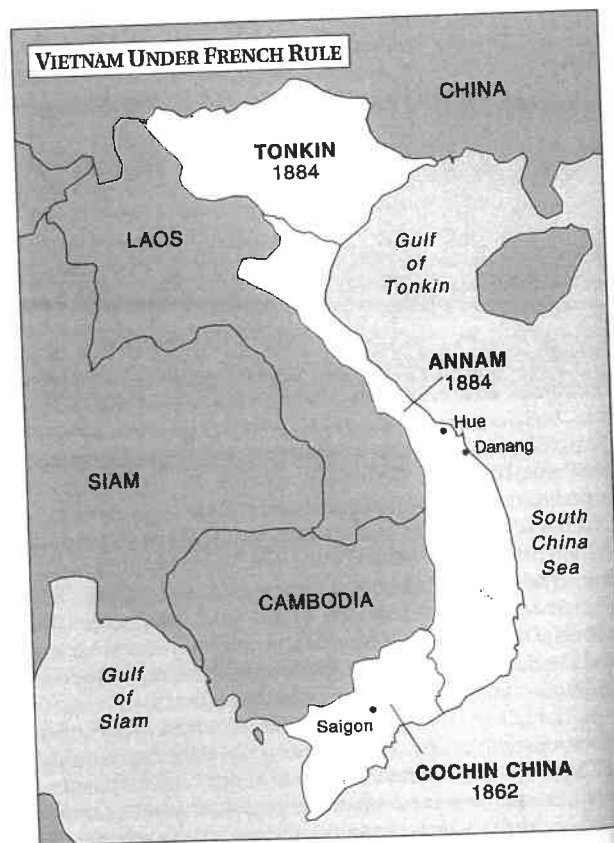 VIETNAM UNDER FRENCH RULE
CHINA
TONKIN
1884
LAOS
Gulf
of
Tonkin
ANNAM
1884
Hue
Danang
SIAM
South
China
Sea
CAMBODIA
Gulf
of
Siam
Saigon
COCHIN CHINA
1862